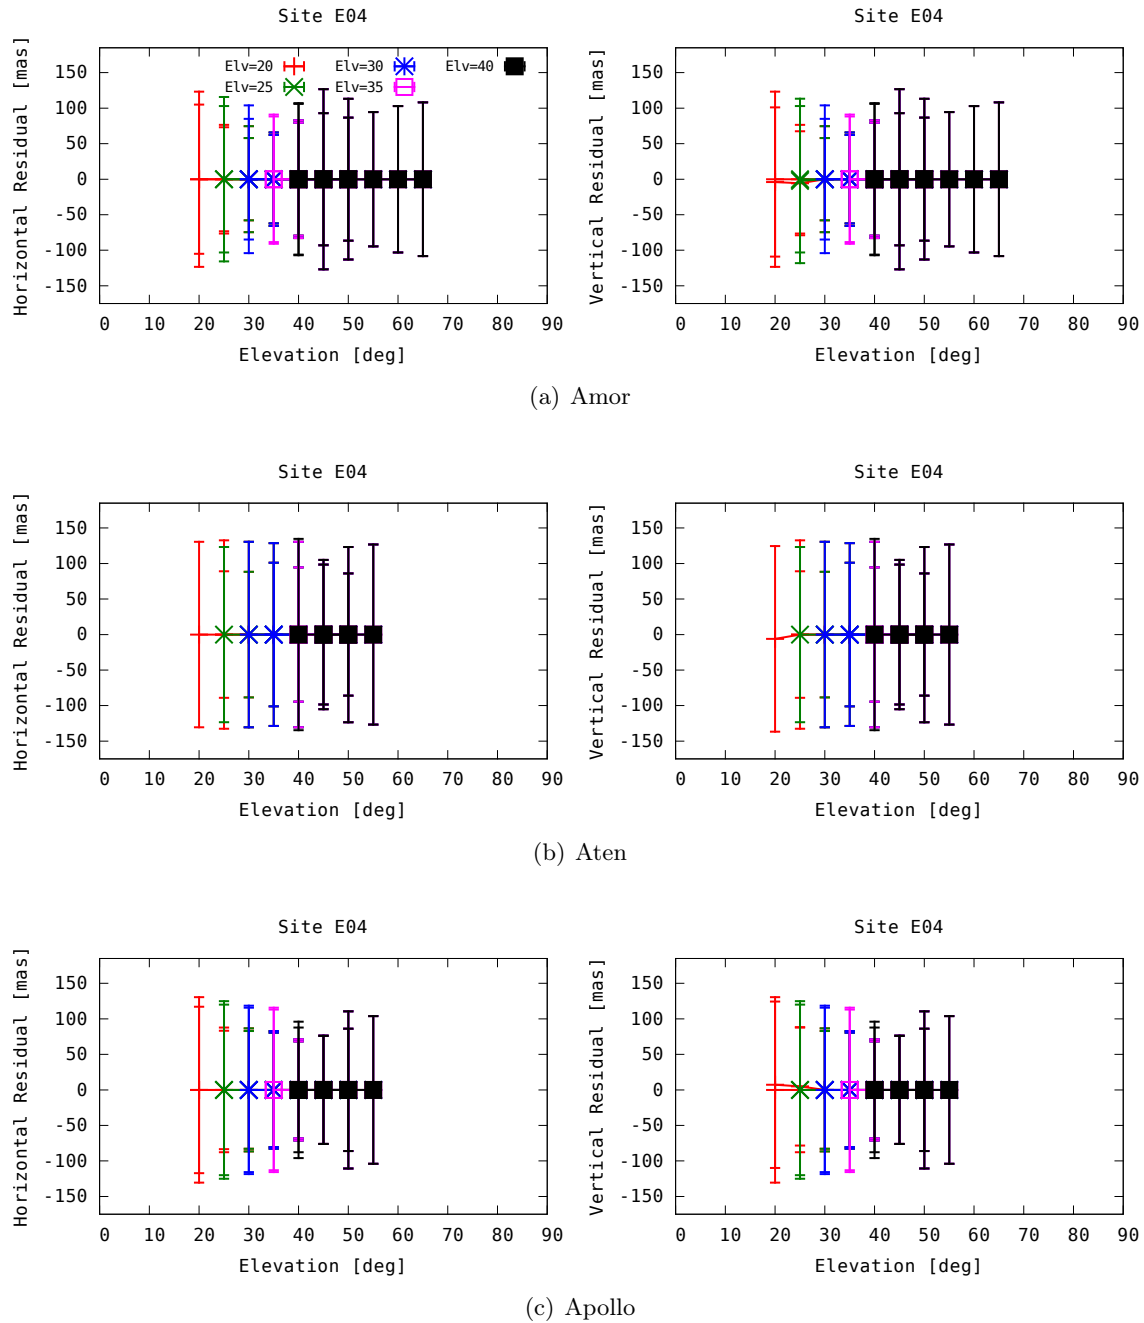 Site E04 Site E04
Horizontal Residual [mas]
150
100
50
0
-50
-100
-150
Elv=20 Elv=30 Elv=40
Elv=25 Elv=35
0 10 20 30 40 50 60 70 80 90
Elevation [deg]
Vertical Residual [mas]
150
100
50
0
-50
-100
-150
0 10 20 30 40 50 60 70 80 90
Elevation [deg]
(a) Amor
Site E04 Site E04
Horizontal Residual [mas]
150
100
50
0
-50
-100
-150
0 10 20 30 40 50 60 70 80 90
Elevation [deg]
Vertical Residual [mas]
150
100
50
0
-50
-100
-150
0 10 20 30 40 50 60 70 80 90
Elevation [deg]
(b) Aten
Site E04 Site E04
Horizontal Residual [mas]
150
100
50
0
-50
-100
-150
0 10 20 30 40 50 60 70 80 90
Elevation [deg]
Vertical Residual [mas]
150
100
50
0
-50
-100
-150
0 10 20 30 40 50 60 70 80 90
Elevation [deg]
(c) Apollo